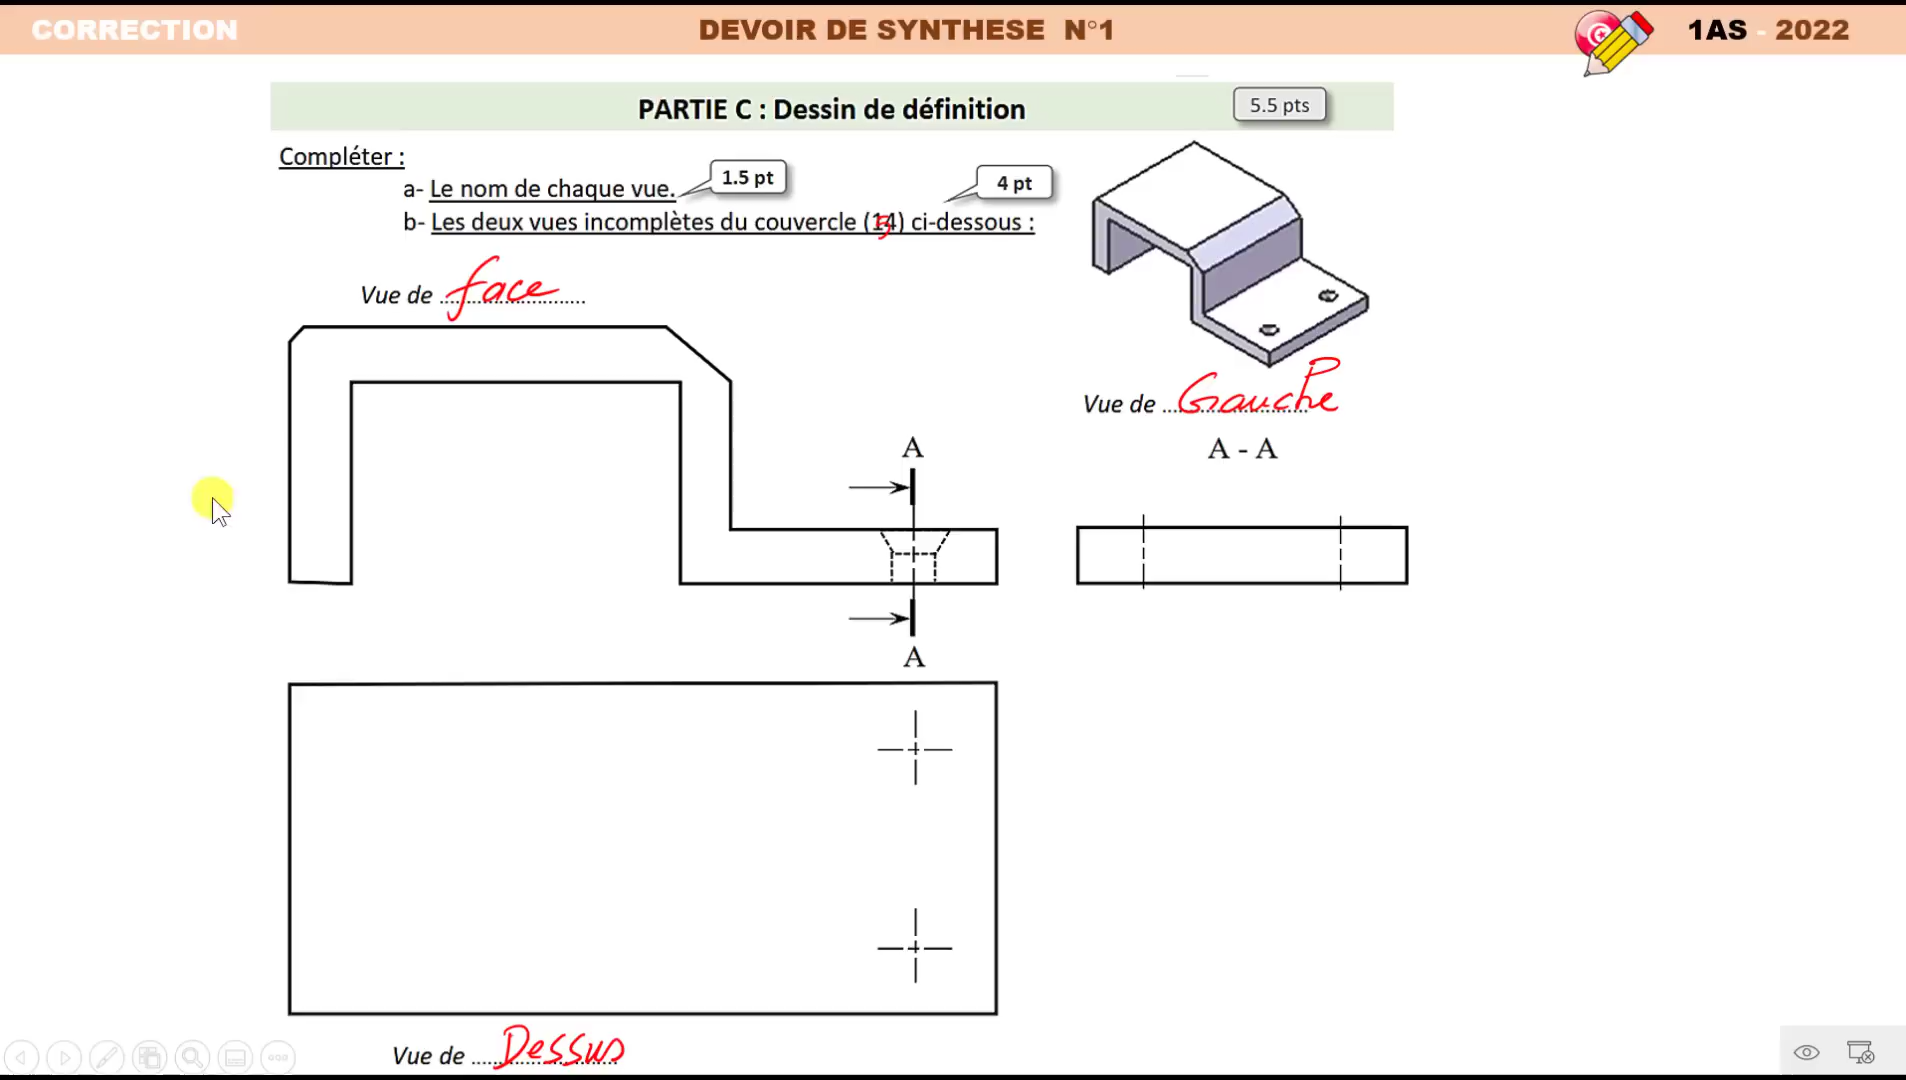 CORRECTION
DEVOIR DE SYNTHESE N°1
1AS - 2022
PARTIE C : Dessin de définition
5.5 pts
Compléter :
a- Le nom de chaque vue.
1.5 pt
4 pt
b- Les deux vues incomplètes du couvercle (15) ci-dessous :
Vue de face
Vue de Gauche
A - A
A
A
Vue de Dessus